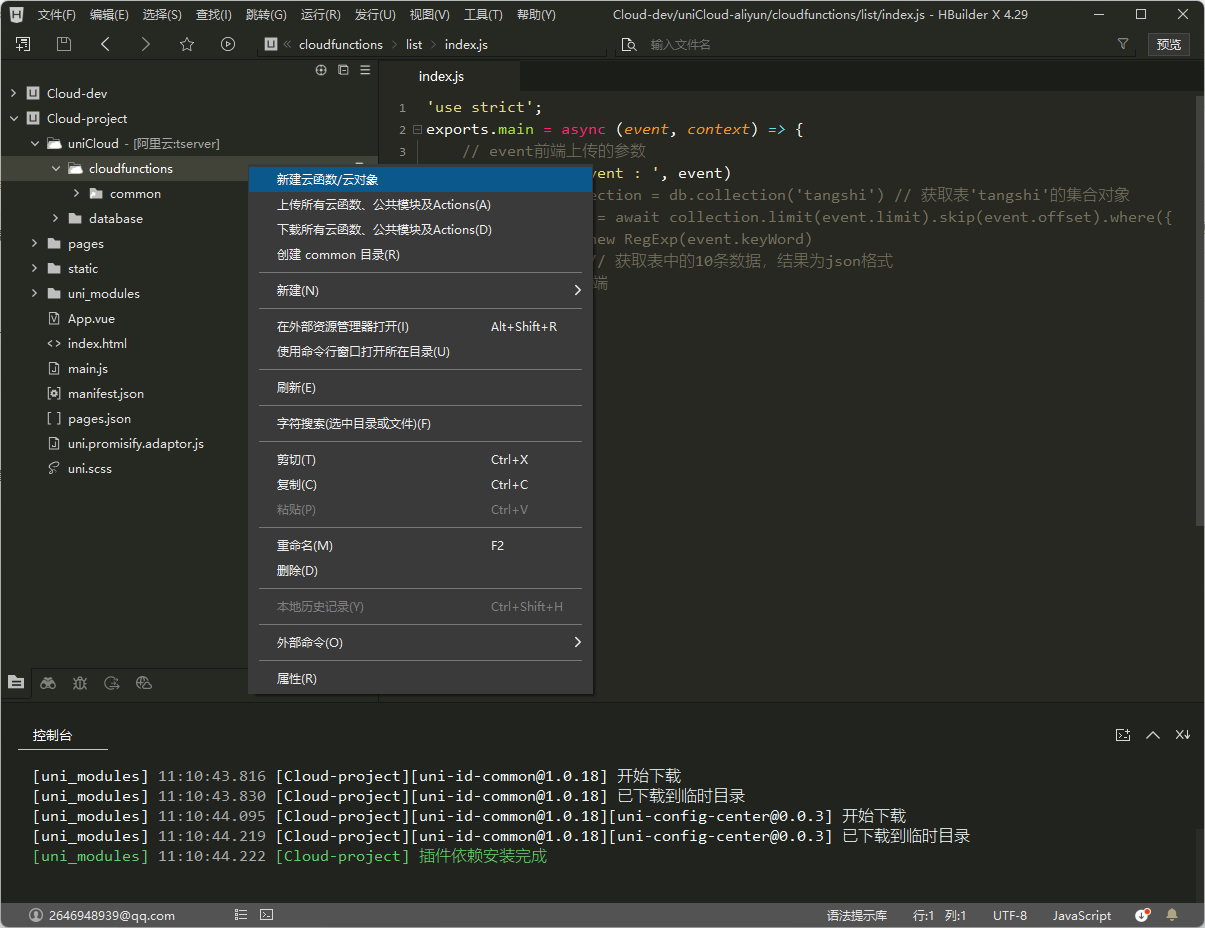 H 文件(F) 编辑(E) 选择(S) 查找(I) 跳转(G) 运行(R) 发行(U) 视图(V) 工具(T) 帮助(Y) Cloud-dev/uniCloud-aliyun/cloudfunctions/list/index.js - HBuilder X 4.29
U « cloudfunctions > list > index.js 输入文件名 预览
index.js
U Cloud-dev
U Cloud-project
uniCloud - [阿里云:tserver]
cloudfunctions
common
database
pages
static
uni_modules
App.vue
index.html
main.js
manifest.json
pages.json
uni.promisify.adaptor.js
uni.scss
1 'use strict';
2 exports.main = async (event, context) => {
3 // event前端上传的参数
vent : ', event)
ection = db.collection('tangshi') // 获取表'tangshi'的集合对象
= await collection.limit(event.limit).skip(event.offset).where({
new RegExp(event.keyWord)
// 获取表中的10条数据，结果为json格式
端
新建云函数/云对象
上传所有云函数、公共模块及Actions(A)
下载所有云函数、公共模块及Actions(D)
创建 common 目录(R)
新建(N)
在外部资源管理器打开(I) Alt+Shift+R
使用命令行窗口打开所在目录(U)
刷新(E)
字符搜索(选中目录或文件)(F)
剪切(T) Ctrl+X
复制(C) Ctrl+C
粘贴(P) Ctrl+V
重命名(M) F2
删除(D)
本地历史记录(Y) Ctrl+Shift+H
外部命令(O)
属性(R)
控制台
[uni_modules] 11:10:43.816 [Cloud-project][uni-id-common@1.0.18] 开始下载
[uni_modules] 11:10:43.830 [Cloud-project][uni-id-common@1.0.18] 已下载到临时目录
[uni_modules] 11:10:44.095 [Cloud-project][uni-id-common@1.0.18][uni-config-center@0.0.3] 开始下载
[uni_modules] 11:10:44.219 [Cloud-project][uni-id-common@1.0.18][uni-config-center@0.0.3] 已下载到临时目录
[uni_modules] 11:10:44.222 [Cloud-project] 插件依赖安装完成
2646948939@qq.com 语法提示库 行:1 列:1 UTF-8 JavaScript